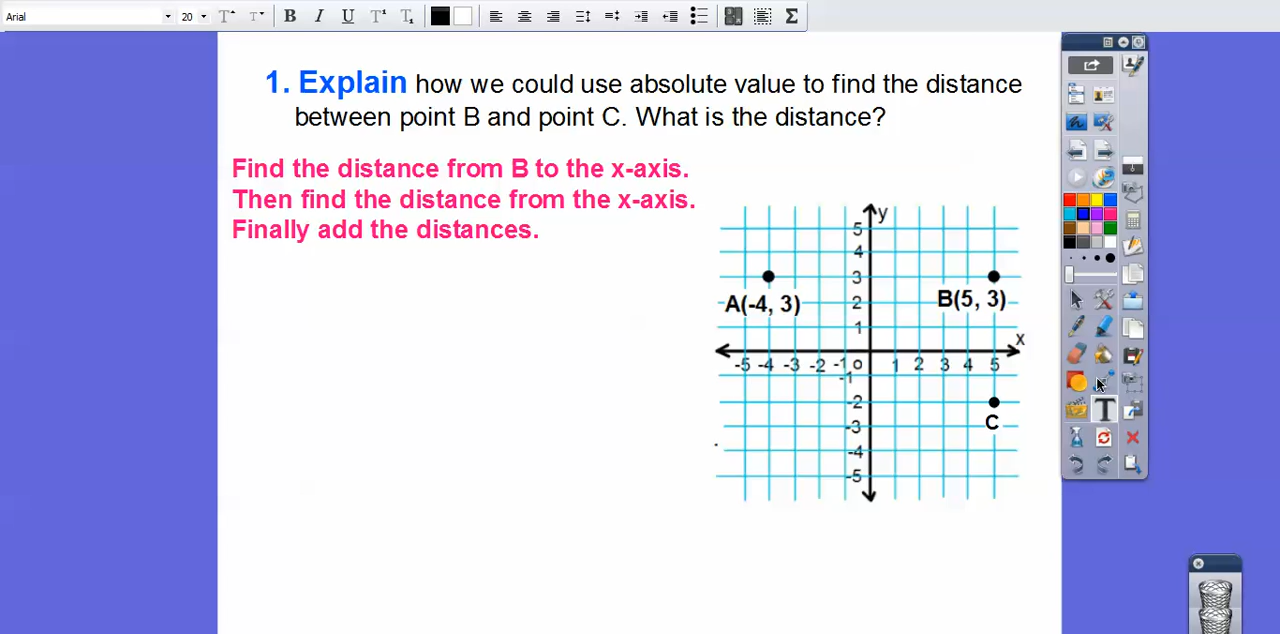 Arial 20 B I U T T
1. Explain how we could use absolute value to find the distance
between point B and point C. What is the distance?
Find the distance from B to the x-axis.
Then find the distance from the x-axis.
Finally add the distances.
y
5
4
3
A(-4, 3) 2 B(5, 3)
1
x
-5 -4 -3 -2 -1 o 1 2 3 4 5
-1
-2
C
-3
-4
-5
T